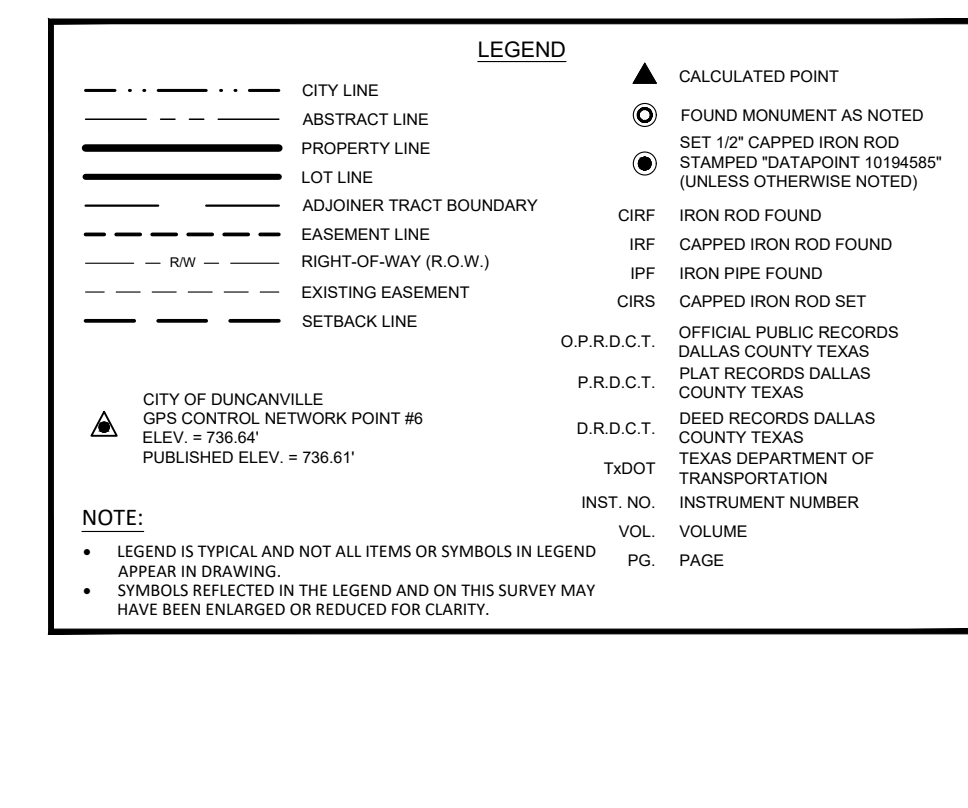 LEGEND
CITY LINE
ABSTRACT LINE
PROPERTY LINE
LOT LINE
ADJOINER TRACT BOUNDARY
EASEMENT LINE
R/W RIGHT-OF-WAY (R.O.W.)
EXISTING EASEMENT
SETBACK LINE
CITY OF DUNCANVILLE
GPS CONTROL NETWORK POINT #6
ELEV. = 736.64'
PUBLISHED ELEV. = 736.61'
NOTE:
• LEGEND IS TYPICAL AND NOT ALL ITEMS OR SYMBOLS IN LEGEND
APPEAR IN DRAWING.
• SYMBOLS REFLECTED IN THE LEGEND AND ON THIS SURVEY MAY
HAVE BEEN ENLARGED OR REDUCED FOR CLARITY.
CALCULATED POINT
FOUND MONUMENT AS NOTED
SET 1/2" CAPPED IRON ROD
STAMPED "DATAPOINT 10194585"
(UNLESS OTHERWISE NOTED)
CIRF IRON ROD FOUND
IRF CAPPED IRON ROD FOUND
IPF IRON PIPE FOUND
CIRS CAPPED IRON ROD SET
O.P.R.D.C.T. OFFICIAL PUBLIC RECORDS
DALLAS COUNTY TEXAS
P.R.D.C.T. PLAT RECORDS DALLAS
COUNTY TEXAS
D.R.D.C.T. DEED RECORDS DALLAS
COUNTY TEXAS
TxDOT TEXAS DEPARTMENT OF
TRANSPORTATION
INST. NO. INSTRUMENT NUMBER
VOL. VOLUME
PG. PAGE